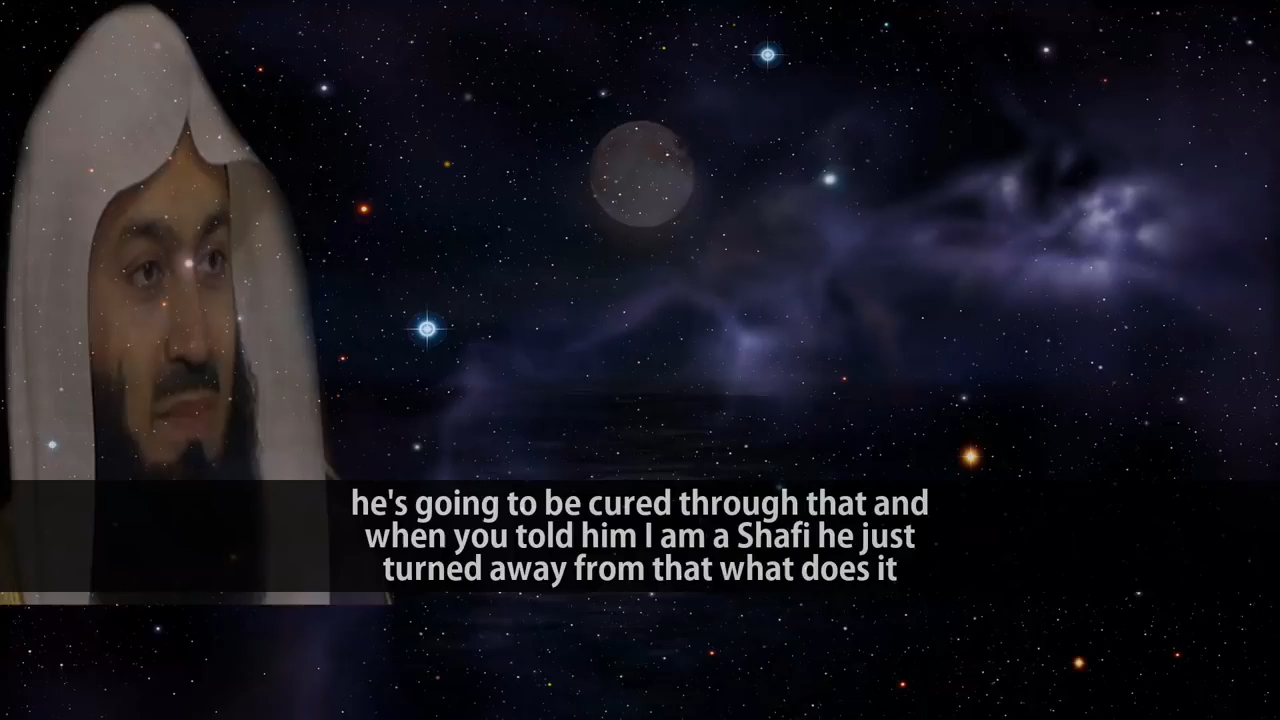 he's going to be cured through that and
when you told him I am a Shafi he just
turned away from that what does it